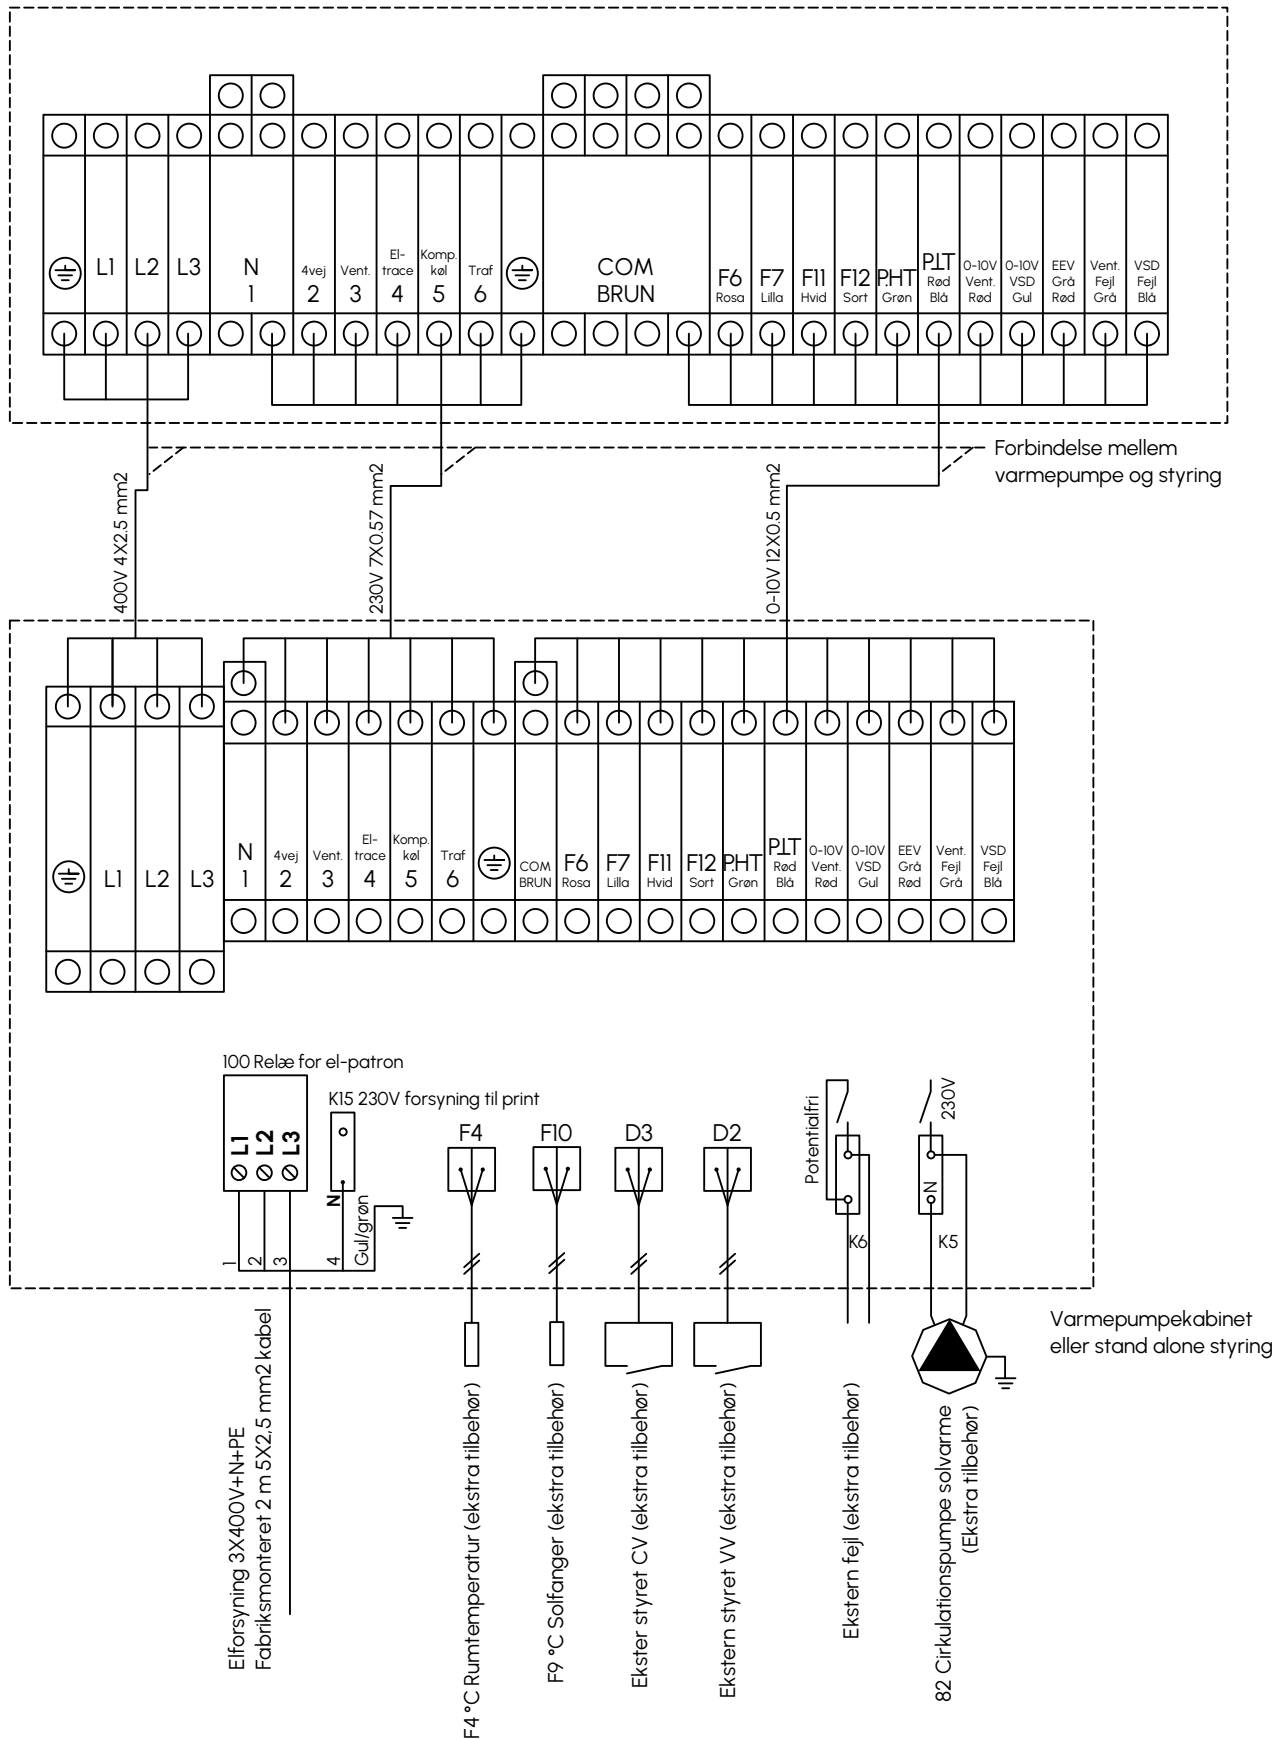 L1
L2
L3
N
1
4vej
2
Vent.
3
El-
trace
4
Komp.
køl
5
Traf
6
COM
BRUN
F6
Rosa
F7
Lilla
F11
Hvid
F12
Sort
P.HT
Grøn
P.LT
Rød
Blå
0-10V
Vent.
Rød
0-10V
VSD
Gul
EEV
Grå
Rød
Vent.
Fejl
Grå
VSD
Fejl
Blå
Forbindelse mellem
varmepumpe og styring
400V 4X2.5 mm2
230V 7X0.57 mm2
0-10V 12X0.5 mm2
L1
L2
L3
N
1
4vej
2
Vent.
3
El-
trace
4
Komp.
køl
5
Traf
6
COM
BRUN
F6
Rosa
F7
Lilla
F11
Hvid
F12
Sort
P.HT
Grøn
P.LT
Rød
Blå
0-10V
Vent.
Rød
0-10V
VSD
Gul
EEV
Grå
Rød
Vent.
Fejl
Grå
VSD
Fejl
Blå
100 Relæ for el-patron
L1
L2
L3
K15 230V forsyning til print
N
1
2
3
4
Gul/grøn
F4
F10
D3
D2
Potentialfri
K6
230V
N
K5
Varmepumpekabinet
eller stand alone styring
Elforsyning 3X400V+N+PE
Fabriksmonteret 2 m 5X2,5 mm2 kabel
F4 °C Rumtemperatur (ekstra tilbehør)
F9 °C Solfanger (ekstra tilbehør)
Ekster styret CV (ekstra tilbehør)
Ekstern styret VV (ekstra tilbehør)
Ekstern fejl (ekstra tilbehør)
82 Cirkulationspumpe solvarme
(Ekstra tilbehør)